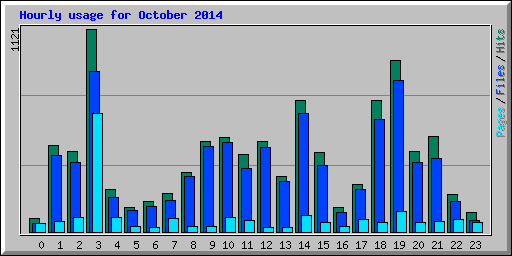 Hourly usage for October 2014
1121
Pages/Files/Hits
0 1 2 3 4 5 6 7 8 9 10 11 12 13 14 15 16 17 18 19 20 21 22 23